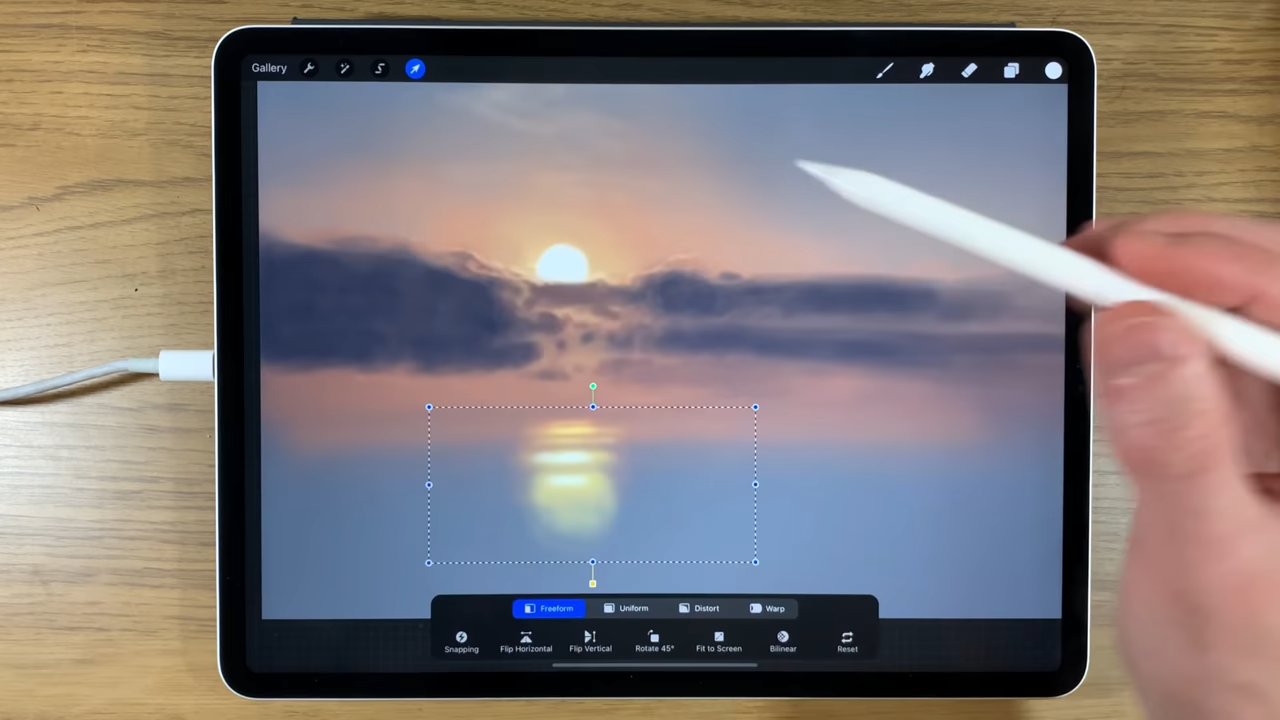 Gallery
Freeform Uniform Distort Warp
Snapping Flip Horizontal Flip Vertical Rotate 45° Fit to Screen Bilinear Reset